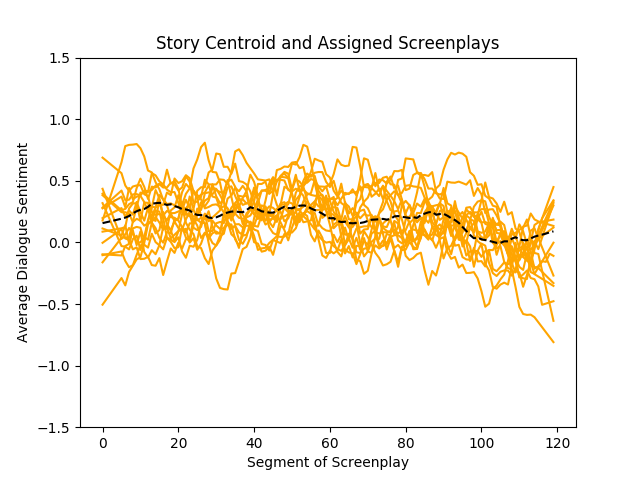 Story Centroid and Assigned Screenplays
1.5
1.0
0.5
0.0
−0.5
−1.0
−1.5
Average Dialogue Sentiment
0 20 40 60 80 100 120
Segment of Screenplay